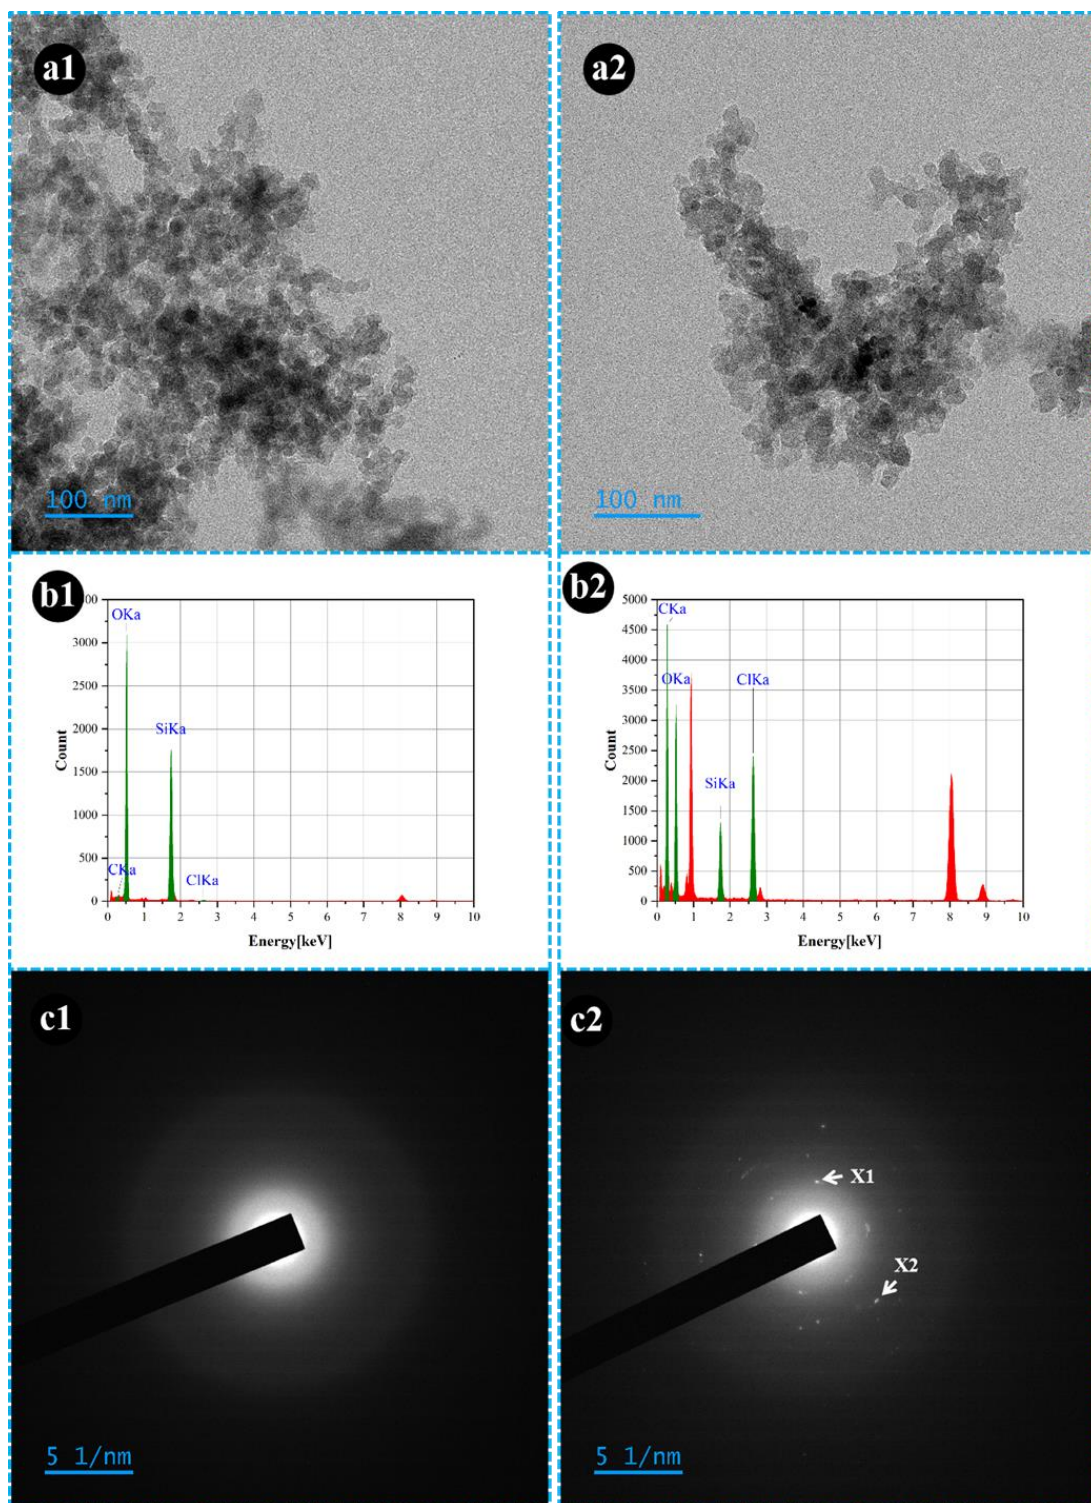 a1
a2
100 nm
100 nm
b1
3000
2500
2000
1500
1000
500
0
Count
OKa
SiKa
CKa
ClKa
0 1 2 3 4 5 6 7 8 9 10
Energy[keV]
b2
5000
4500
4000
3500
3000
2500
2000
1500
1000
500
0
Count
CKa
OKa
ClKa
SiKa
0 1 2 3 4 5 6 7 8 9 10
Energy[keV]
c1
c2
X1
X2
5 1/nm
5 1/nm